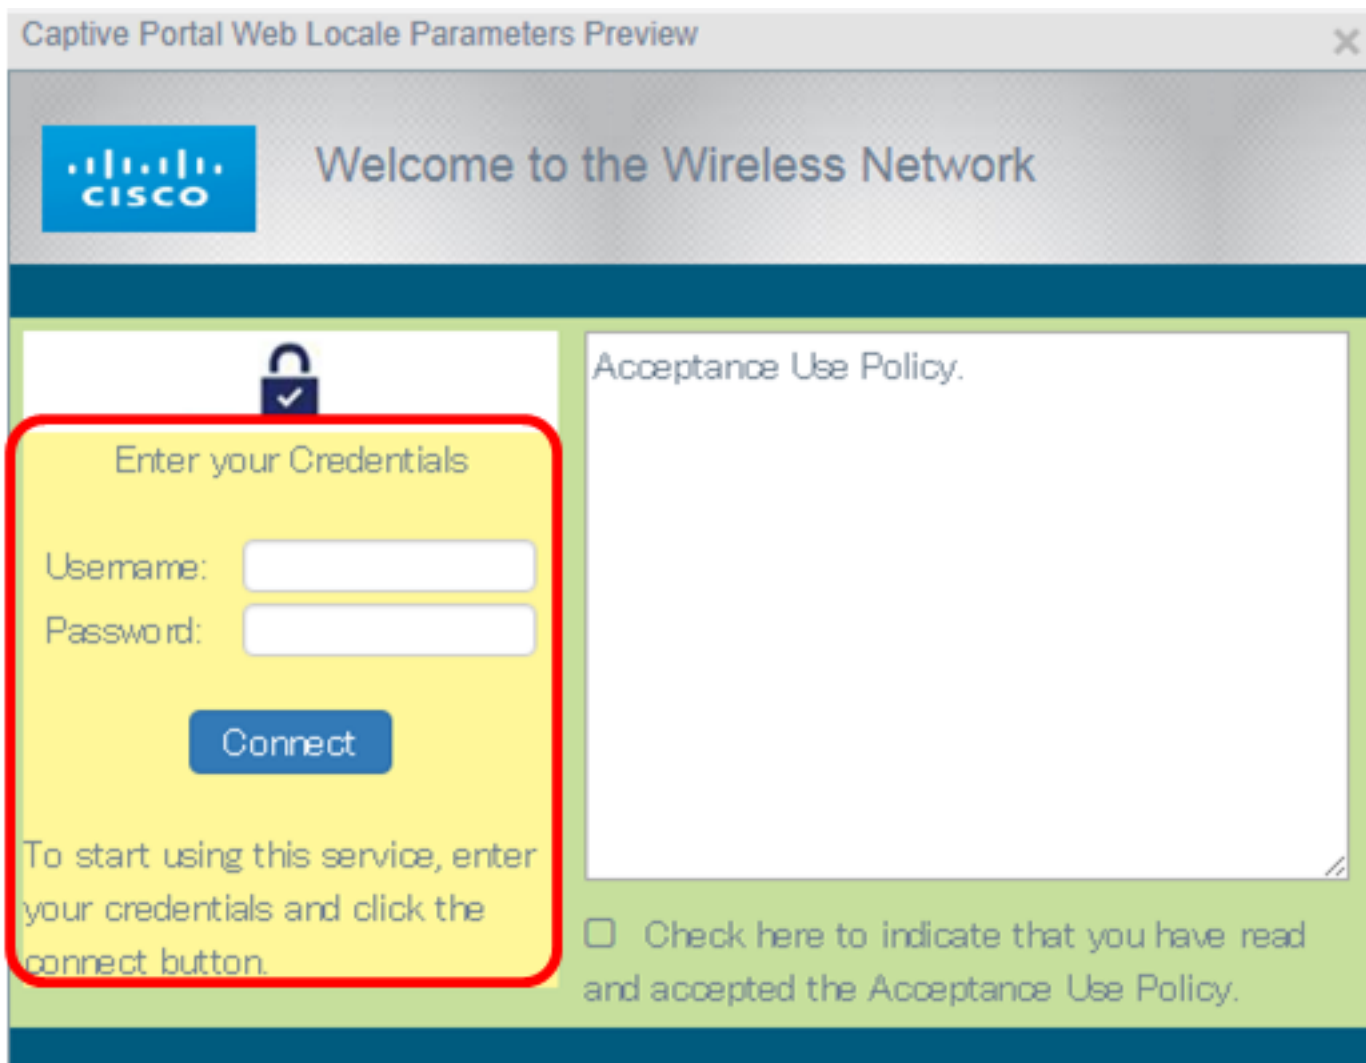 Captive Portal Web Locale Parameters Preview
CISCO
Welcome to the Wireless Network
Enter your Credentials
Username:
Password:
Connect
To start using this service, enter
your credentials and click the
connect button.
Acceptance Use Policy.
Check here to indicate that you have read
and accepted the Acceptance Use Policy.